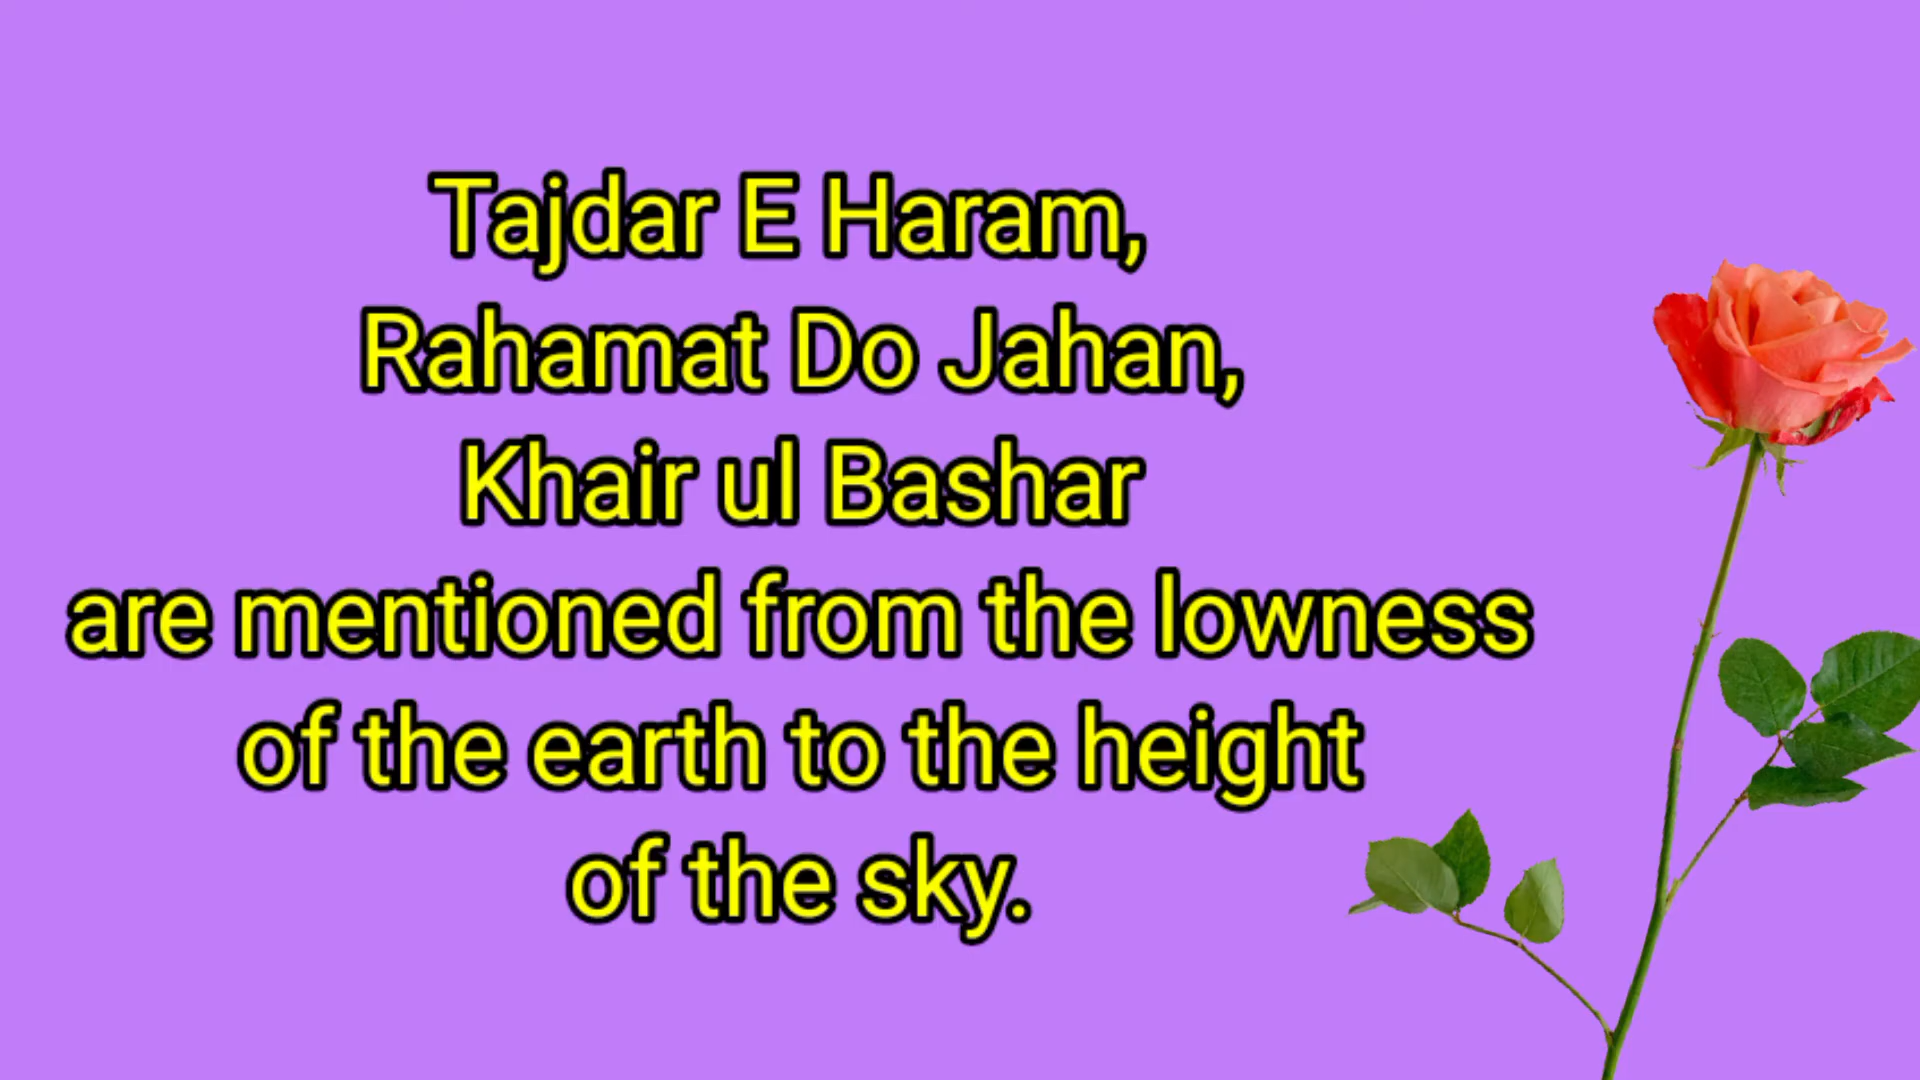 Tajdar E Haram,
Rahamat Do Jahan,
Khair ul Bashar
are mentioned from the lowness
of the earth to the height
of the sky.